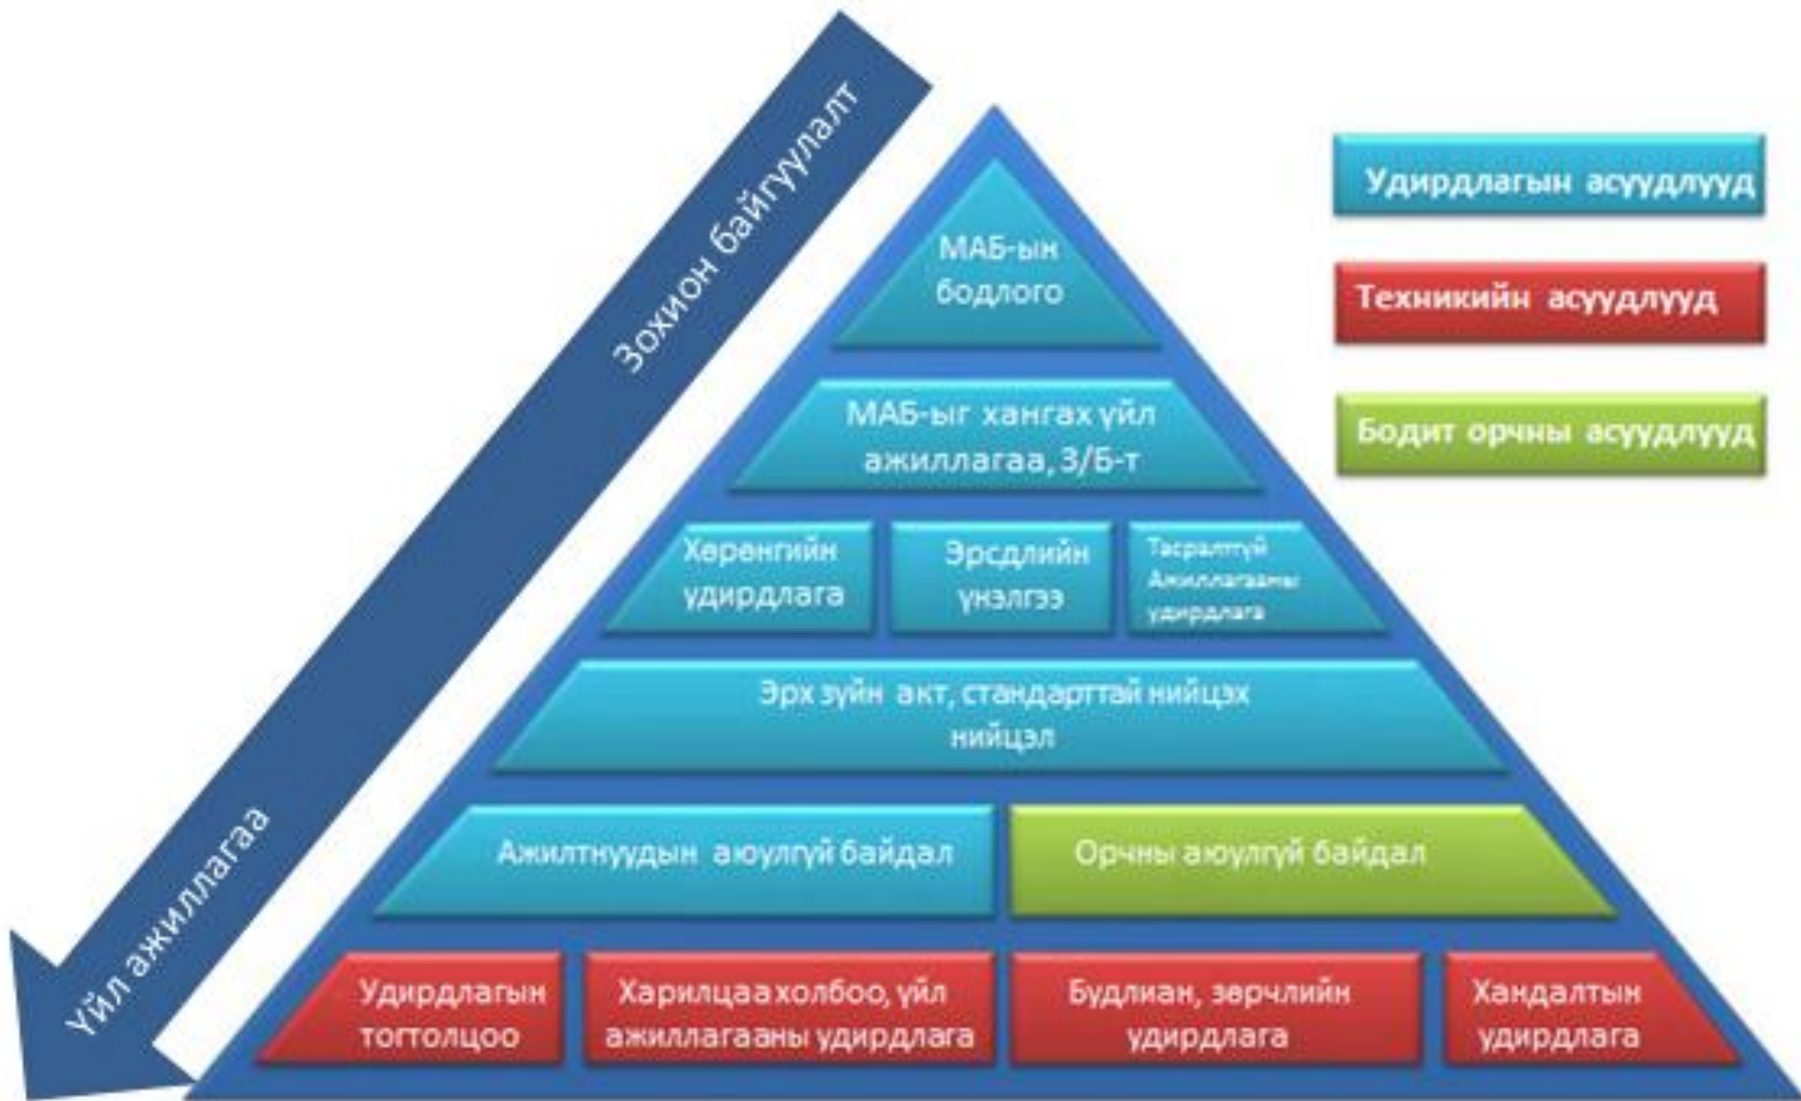 Зохион байгуулалт
Үйл ажиллагаа
МАБ-ын
бодлого
МАБ-ыг хангах үйл
ажиллагаа, З/Б-т
Хөрөнгийн
удирдлага
Эрсдлийн
үнэлгээ
Тасралтгүй
Ажиллагааны
удирдлага
Эрх зүйн акт, стандарттай нийцэх
нийцэл
Ажилтнуудын аюулгүй байдал
Орчны аюулгүй байдал
Удирдлагын
тогтолцоо
Харилцаа холбоо, үйл
ажиллагааны удирдлага
Будлиан, зөрчлийн
удирдлага
Хандалтын
удирдлага
Удирдлагын асуудлууд
Техникийн асуудлууд
Бодит орчны асуудлууд